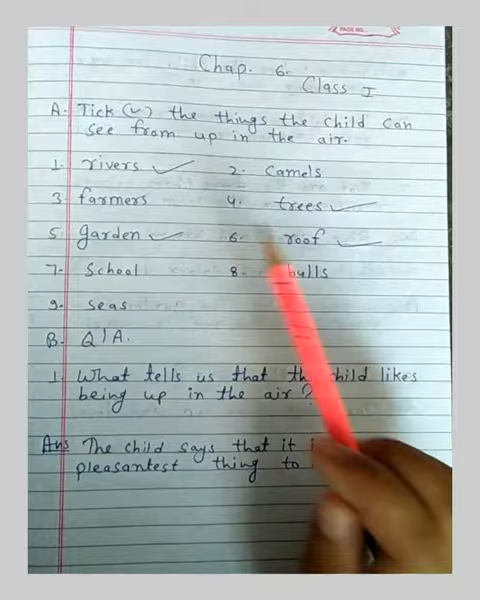 PAGE NO.
Chap. 6.
Class I
A. Tick (✓) the things the child can
see from up in the air.
1. rivers ✓ 2. Camels
3 farmers 4. trees ✓
5 garden ✓ 6. roof ✓
7. School 8. bulls
9. seas
B. Q/A.
1. What tells us that child likes
being up in the air?
Ans The child says that it
pleasantest thing to